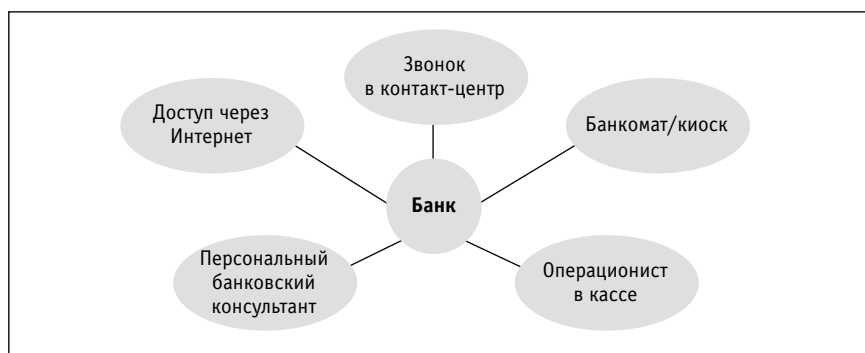 Звонок
в контакт-центр
Доступ через
Интернет
Банкомат/киоск
Банк
Персональный
банковский
консультант
Операционист
в кассе